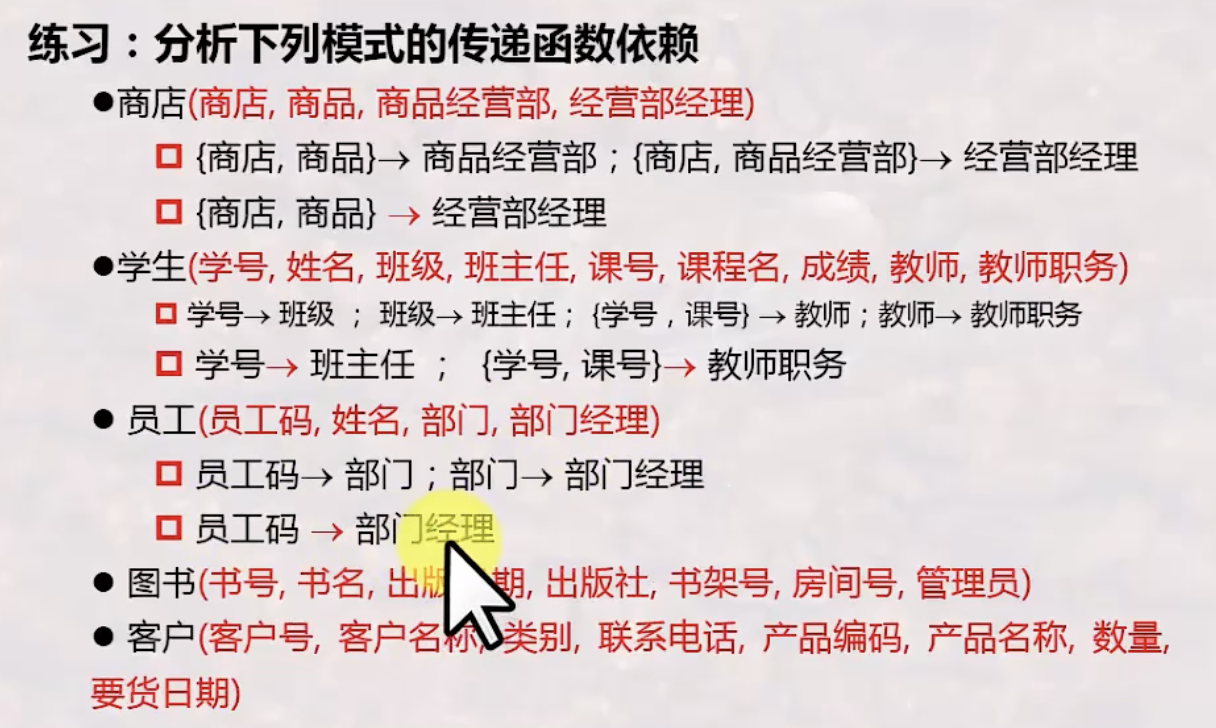 练习：分析下列模式的传递函数依赖
●商店(商店, 商品, 商品经营部, 经营部经理)
{商店, 商品}→ 商品经营部；{商店, 商品经营部}→ 经营部经理
{商店, 商品} → 经营部经理
●学生(学号, 姓名, 班级, 班主任, 课号, 课程名, 成绩, 教师, 教师职务)
学号→ 班级 ； 班级→ 班主任； {学号 , 课号} → 教师；教师→ 教师职务
学号→ 班主任 ； {学号, 课号}→ 教师职务
● 员工(员工码, 姓名, 部门, 部门经理)
员工码→ 部门；部门→ 部门经理
员工码 → 部门经理
● 图书(书号, 书名, 出版期, 出版社, 书架号, 房间号, 管理员)
● 客户(客户号, 客户名称, 类别, 联系电话, 产品编码, 产品名称, 数量,
要货日期)